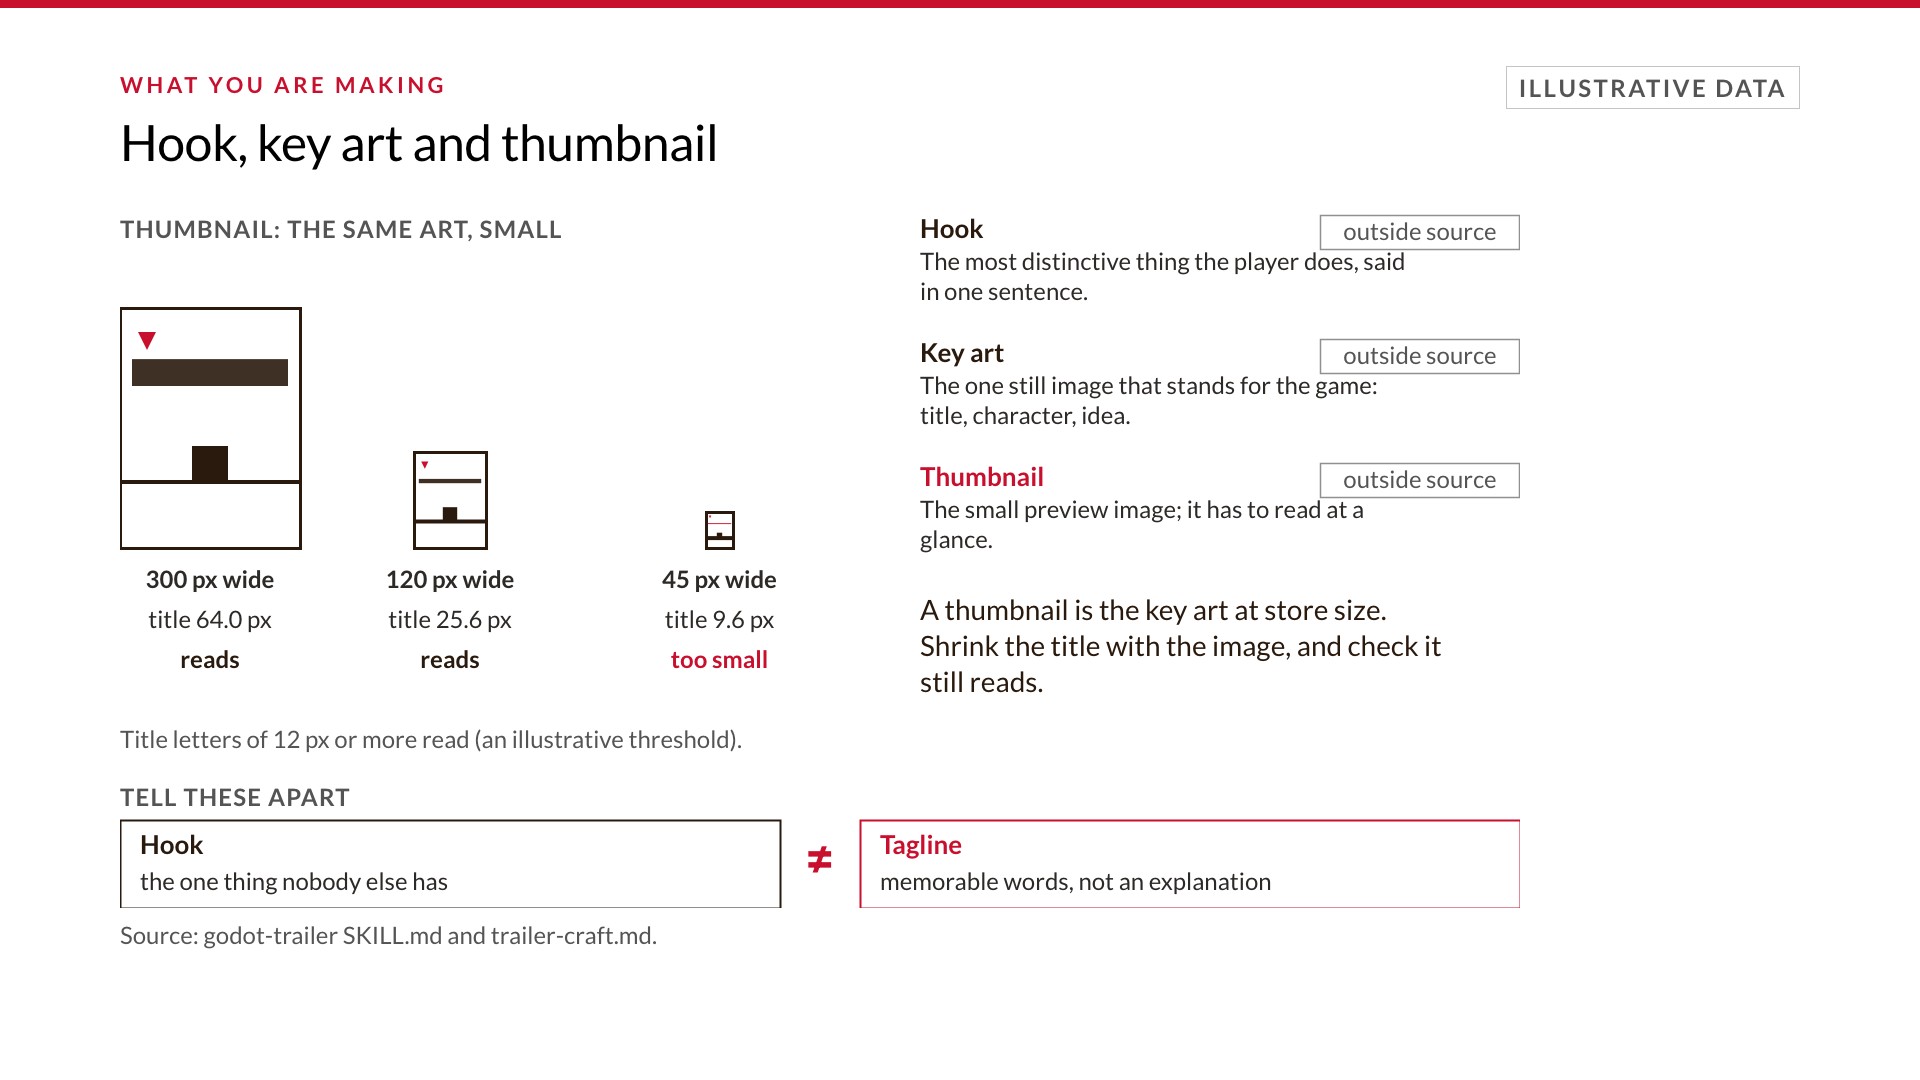 WHAT YOU ARE MAKING
ILLUSTRATIVE DATA
Hook, key art and thumbnail
THUMBNAIL: THE SAME ART, SMALL
300 px wide
title 64.0 px
reads
120 px wide
title 25.6 px
reads
45 px wide
title 9.6 px
too small
Title letters of 12 px or more read (an illustrative threshold).
Hook
outside source
The most distinctive thing the player does, said
in one sentence.
Key art
outside source
The one still image that stands for the game:
title, character, idea.
Thumbnail
outside source
The small preview image; it has to read at a
glance.
A thumbnail is the key art at store size.
Shrink the title with the image, and check it
still reads.
TELL THESE APART
Hook
the one thing nobody else has
≠
Tagline
memorable words, not an explanation
Source: godot-trailer SKILL.md and trailer-craft.md.